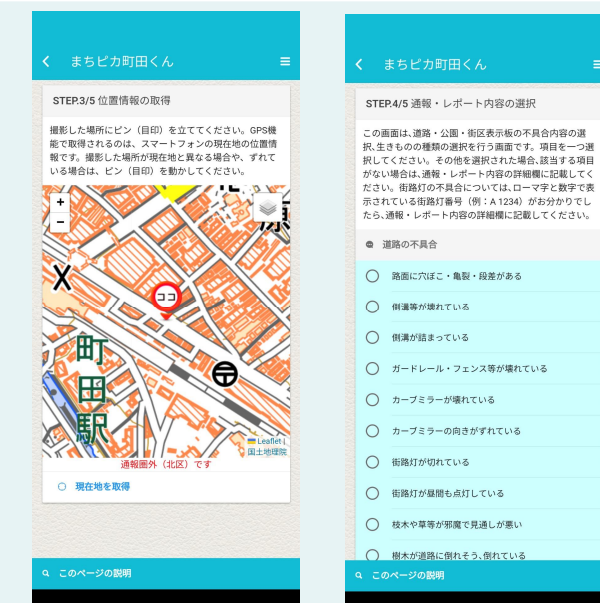 まちピカ町田くん
STEP.3/5 位置情報の取得
撮影した場所にピン（目印）を立ててください。GPS機
能で取得されるのは、スマートフォンの現在地の位置情
報です。撮影した場所が現在地と異なる場合や、ずれて
いる場合は、ピン（目印）を動かしてください。
+
−
ココ
町田駅
Leaflet |
国土地理院
通報圏外（北区）です
現在地を取得
このページの説明
まちピカ町田くん
STEP.4/5 通報・レポート内容の選択
この画面は、道路・公園・街区表示板の不具合内容の選
択、生きものの種類の選択を行う画面です。項目を一つ選
択してください。その他を選択された場合、該当する項目
がない場合は、通報・レポート内容の詳細欄に記載してく
ださい。街路灯の不具合については、ローマ字と数字で表
示されている街路灯番号（例：A 1234）がお分かりでし
たら、通報・レポート内容の詳細欄に記載してください。
道路の不具合
路面に穴ぼこ・亀裂・段差がある
側溝等が壊れている
側溝が詰まっている
ガードレール・フェンス等が壊れている
カーブミラーが壊れている
カーブミラーの向きがずれている
街路灯が切れている
街路灯が昼間も点灯している
枝木や草等が邪魔で見通しが悪い
樹木が道路に倒れそう、倒れている
このページの説明